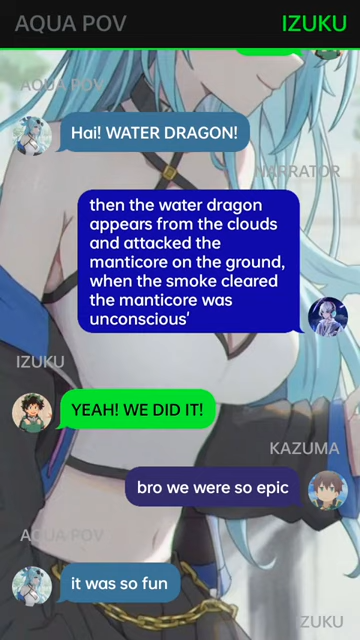 AQUA POV
IZUKU
AQUA POV
Hai! WATER DRAGON!
NARRATOR
then the water dragon
appears from the clouds
and attacked the
manticore on the ground,
when the smoke cleared
the manticore was
unconscious'
IZUKU
YEAH! WE DID IT!
KAZUMA
bro we were so epic
AQUA POV
it was so fun
IZUKU